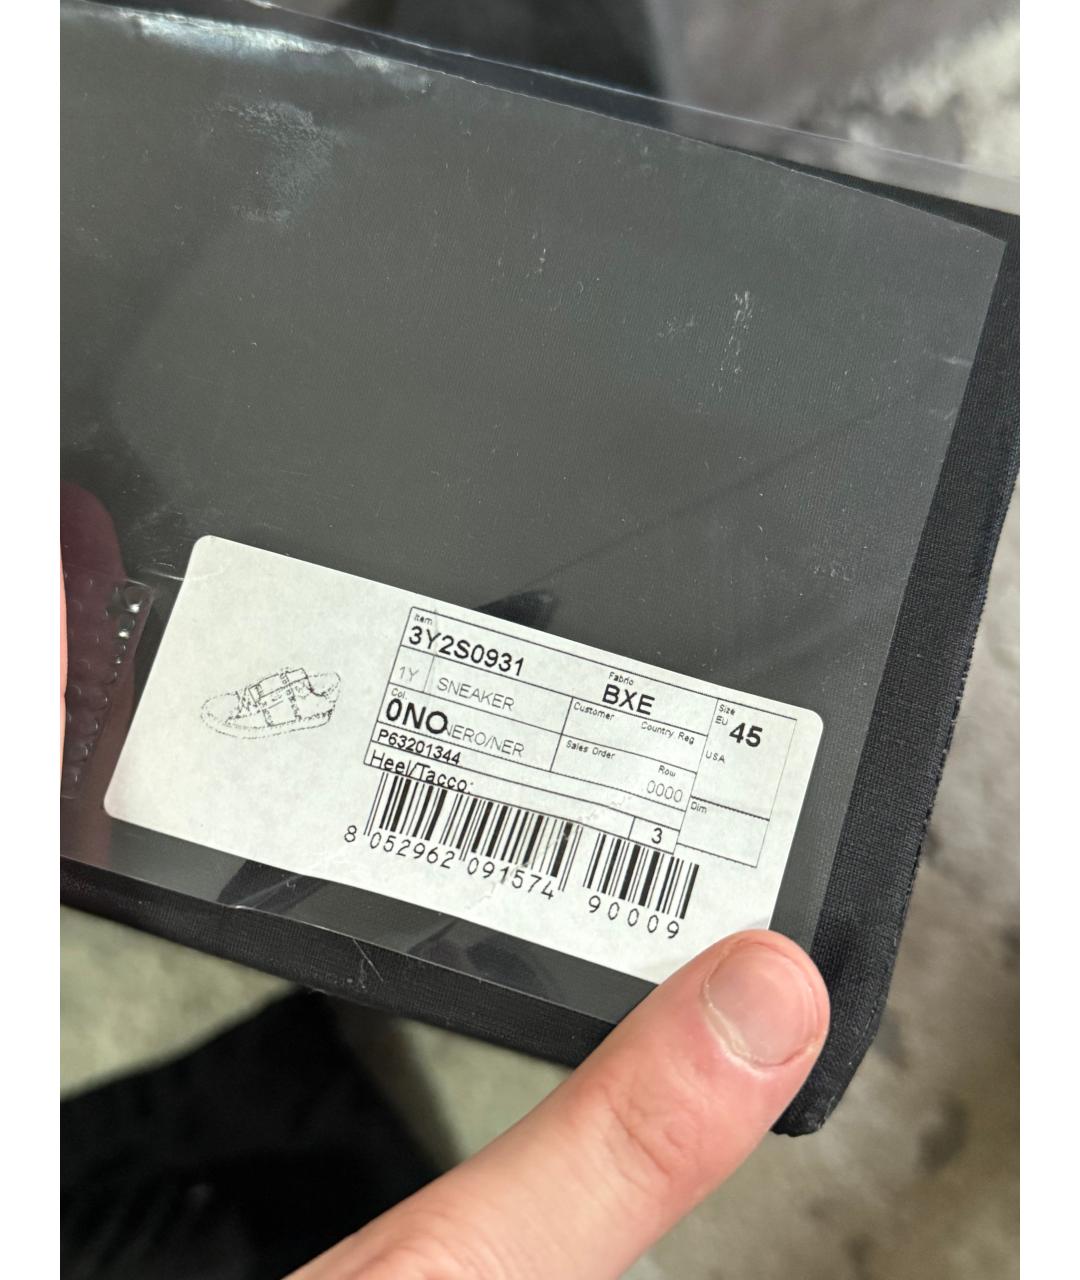 Item
3Y2S0931
Fabric
BXE
Size
EU 45
USA
1Y SNEAKER
Customer Country Reg
Col.
0NO NERO/NER
Sales Order Row
0000
Dim
P63201344
Heel/Tacco:
3
8 052962 091574 90009